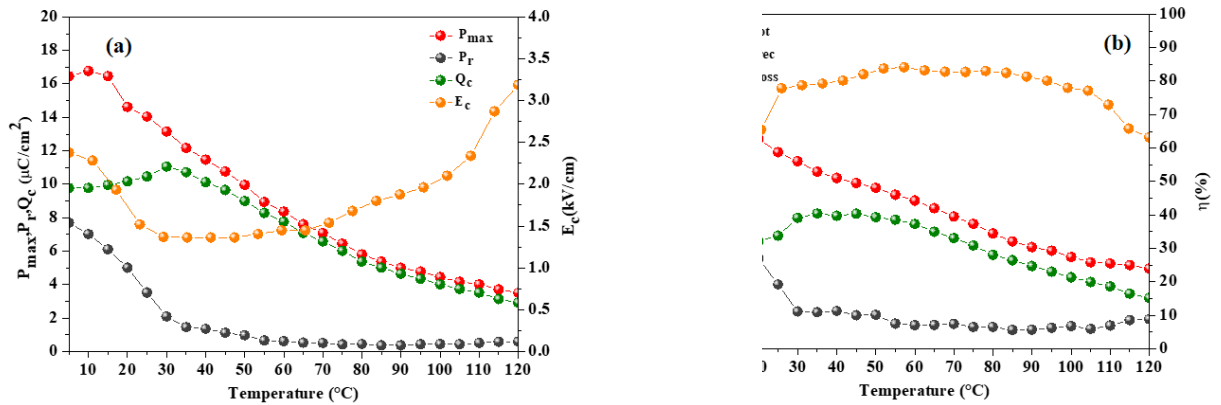 (a)
P_max
P_r
Q_c
E_c
20
18
16
14
12
10
8
6
4
2
0
P_max,P_r,Q_c (μC/cm²)
4.0
3.5
3.0
2.5
2.0
1.5
1.0
0.5
0.0
E_c(kV/cm)
10 20 30 40 50 60 70 80 90 100 110 120
Temperature (°C)
(b)
ot
rec
oss
100
90
80
70
60
50
40
30
20
10
0
η(%)
0 30 40 50 60 70 80 90 100 110 120
Temperature (°C)